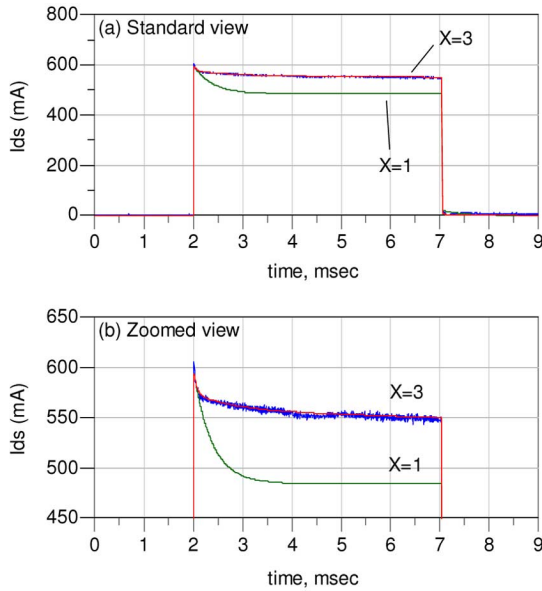 (a) Standard view
800
600
400
200
0
Ids (mA)
X=3
X=1
0 1 2 3 4 5 6 7 8 9
time, msec
(b) Zoomed view
650
600
550
500
450
Ids (mA)
X=3
X=1
0 1 2 3 4 5 6 7 8 9
time, msec